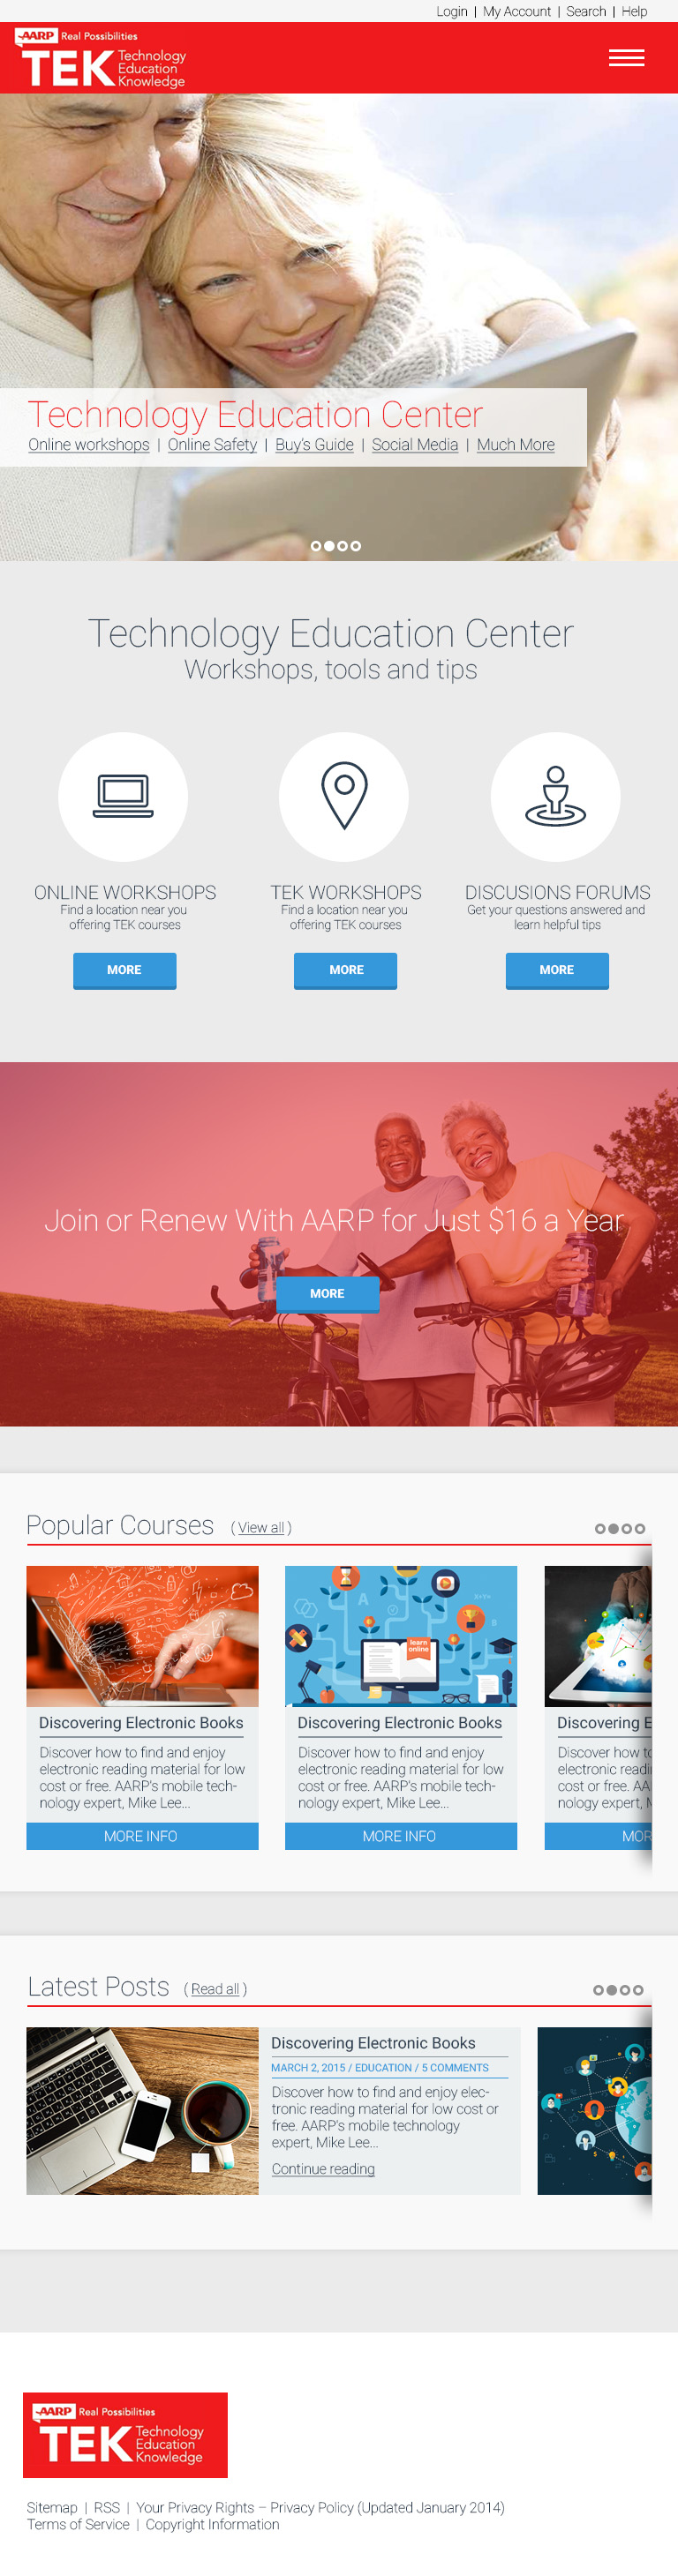 Login | My Account | Search | Help
AARP Real Possibilities
TEK Technology
Education
Knowledge
Technology Education Center
Online workshops | Online Safety | Buy's Guide | Social Media | Much More
Technology Education Center
Workshops, tools and tips
ONLINE WORKSHOPS
Find a location near you
offering TEK courses
MORE
TEK WORKSHOPS
Find a location near you
offering TEK courses
MORE
DISCUSIONS FORUMS
Get your questions answered and
learn helpful tips
MORE
Join or Renew With AARP for Just $16 a Year
MORE
Popular Courses ( View all )
Discovering Electronic Books
Discover how to find and enjoy
electronic reading material for low
cost or free. AARP's mobile tech-
nology expert, Mike Lee...
MORE INFO
learn
online
Discovering Electronic Books
Discover how to find and enjoy
electronic reading material for low
cost or free. AARP's mobile tech-
nology expert, Mike Lee...
MORE INFO
Discovering E
Discover how to
electronic readi
cost or free. AA
nology expert, M
MOR
Latest Posts ( Read all )
Discovering Electronic Books
MARCH 2, 2015 / EDUCATION / 5 COMMENTS
Discover how to find and enjoy elec-
tronic reading material for low cost or
free. AARP's mobile technology
expert, Mike Lee...
Continue reading
AARP Real Possibilities
TEK Technology
Education
Knowledge
Sitemap | RSS | Your Privacy Rights – Privacy Policy (Updated January 2014)
Terms of Service | Copyright Information